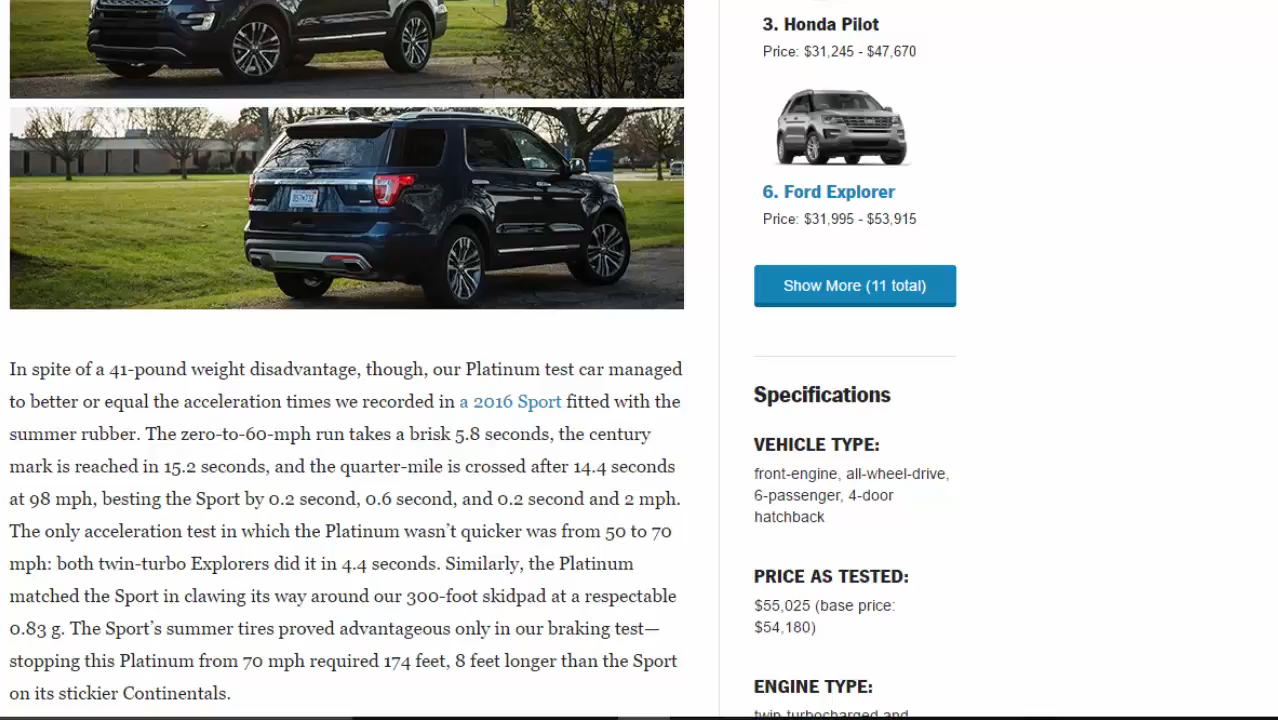 3. Honda Pilot
Price: $31,245 - $47,670
6. Ford Explorer
Price: $31,995 - $53,915
Show More (11 total)
In spite of a 41-pound weight disadvantage, though, our Platinum test car managed
to better or equal the acceleration times we recorded in a 2016 Sport fitted with the
summer rubber. The zero-to-60-mph run takes a brisk 5.8 seconds, the century
mark is reached in 15.2 seconds, and the quarter-mile is crossed after 14.4 seconds
at 98 mph, besting the Sport by 0.2 second, 0.6 second, and 0.2 second and 2 mph.
The only acceleration test in which the Platinum wasn’t quicker was from 50 to 70
mph: both twin-turbo Explorers did it in 4.4 seconds. Similarly, the Platinum
matched the Sport in clawing its way around our 300-foot skidpad at a respectable
0.83 g. The Sport’s summer tires proved advantageous only in our braking test—
stopping this Platinum from 70 mph required 174 feet, 8 feet longer than the Sport
on its stickier Continentals.
Specifications
VEHICLE TYPE:
front-engine, all-wheel-drive,
6-passenger, 4-door
hatchback
PRICE AS TESTED:
$55,025 (base price:
$54,180)
ENGINE TYPE:
twin-turbocharged and